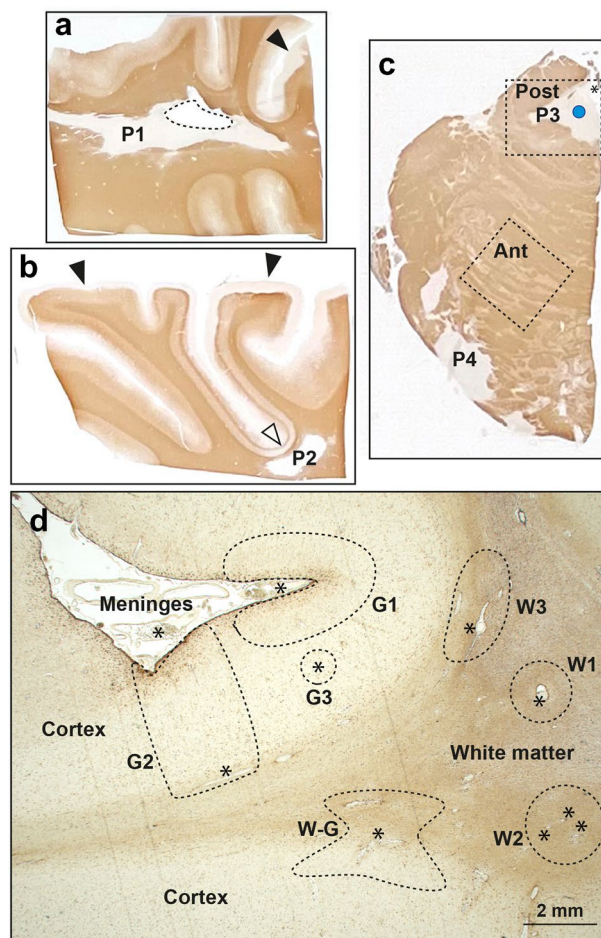 a
P1
b
P2
c
Post
*
P3
Ant
P4
d
Meninges
*
*
G1
W3
*
*
G3
W1
*
Cortex
G2
*
White matter
W-G
*
W2
*
*
*
Cortex
2 mm